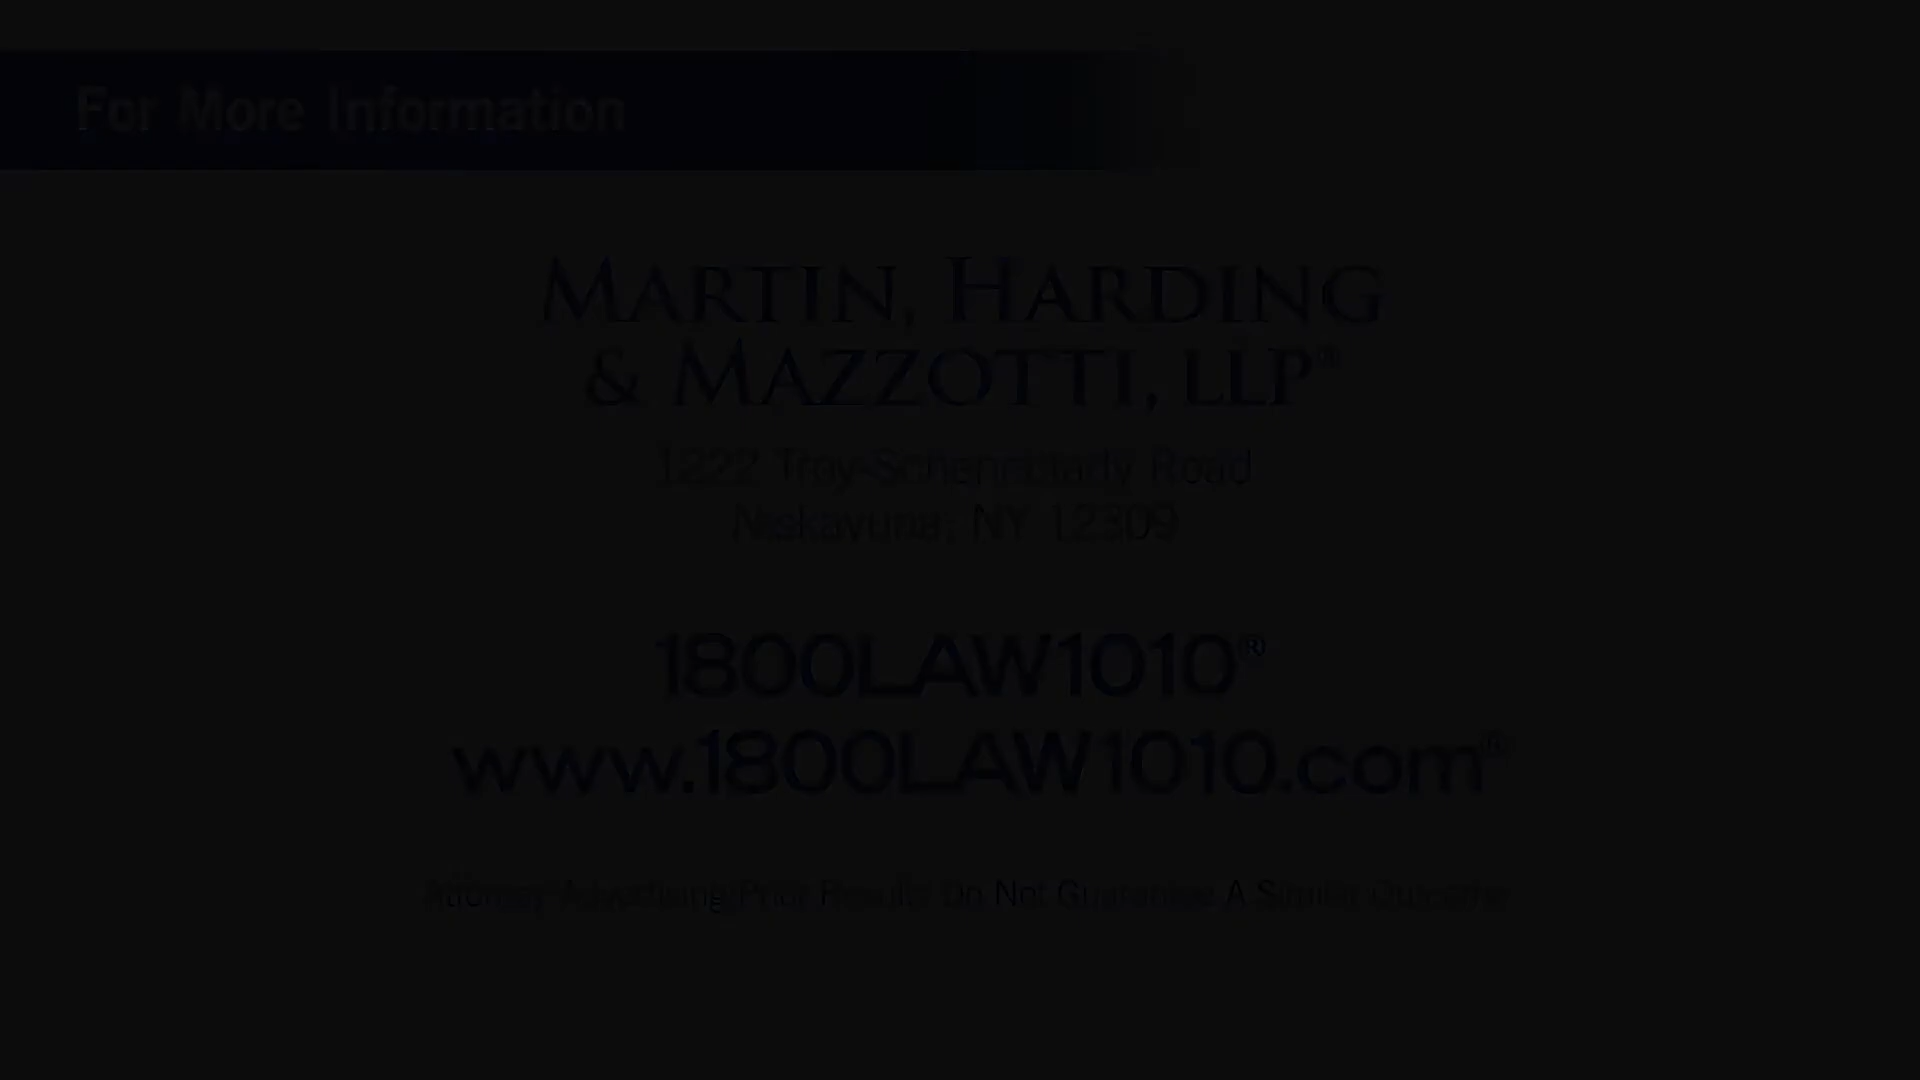 For More Information
MARTIN, HARDING
& MAZZOTTI, LLP®
1222 Troy-Schenectady Road
Niskayuna, NY 12309
1800LAW1010®
www.1800LAW1010.com®
Attorney Advertising Prior Results Do Not Guarantee A Similar Outcome